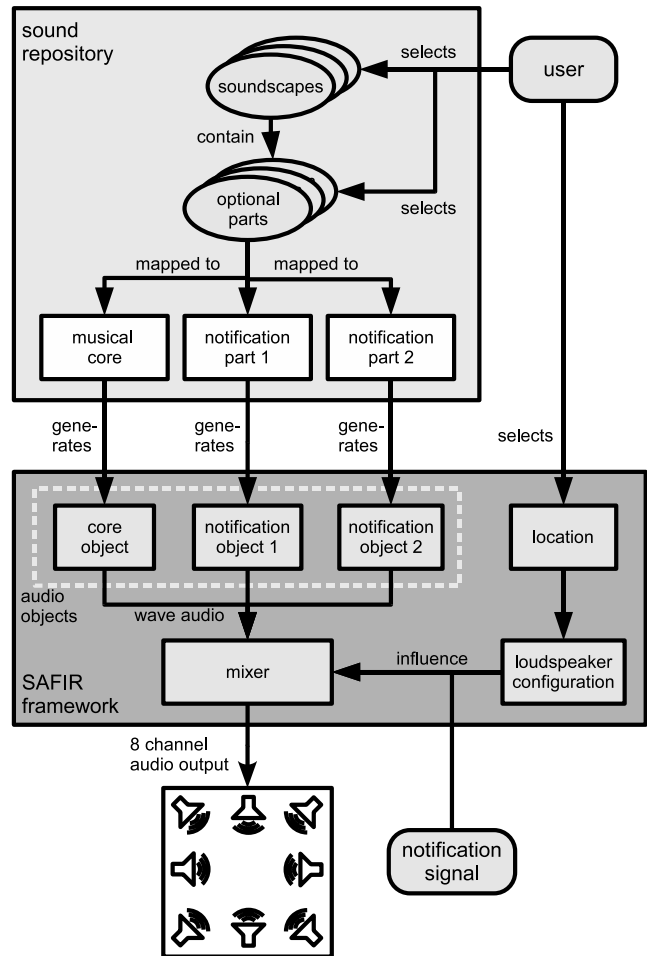 sound
repository
selects
user
soundscapes
contain
optional
parts
selects
mapped to
mapped to
musical
core
notification
part 1
notification
part 2
gene-
rates
gene-
rates
gene-
rates
selects
core
object
notification
object 1
notification
object 2
location
audio
objects
wave audio
mixer
influence
loudspeaker
configuration
SAFIR
framework
8 channel
audio output
notification
signal